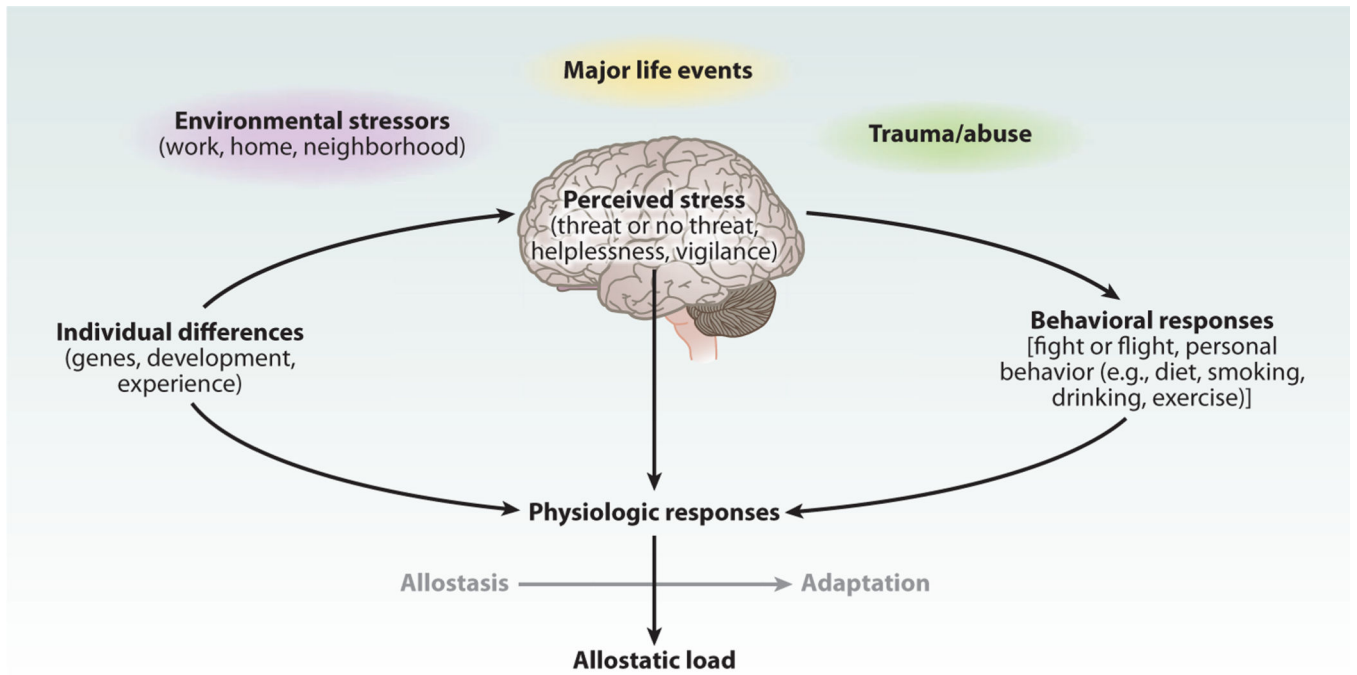 Major life events
Environmental stressors
(work, home, neighborhood)
Trauma/abuse
Perceived stress
(threat or no threat,
helplessness, vigilance)
Individual differences
(genes, development,
experience)
Behavioral responses
[fight or flight, personal
behavior (e.g., diet, smoking,
drinking, exercise)]
Physiologic responses
Allostasis
Adaptation
Allostatic load